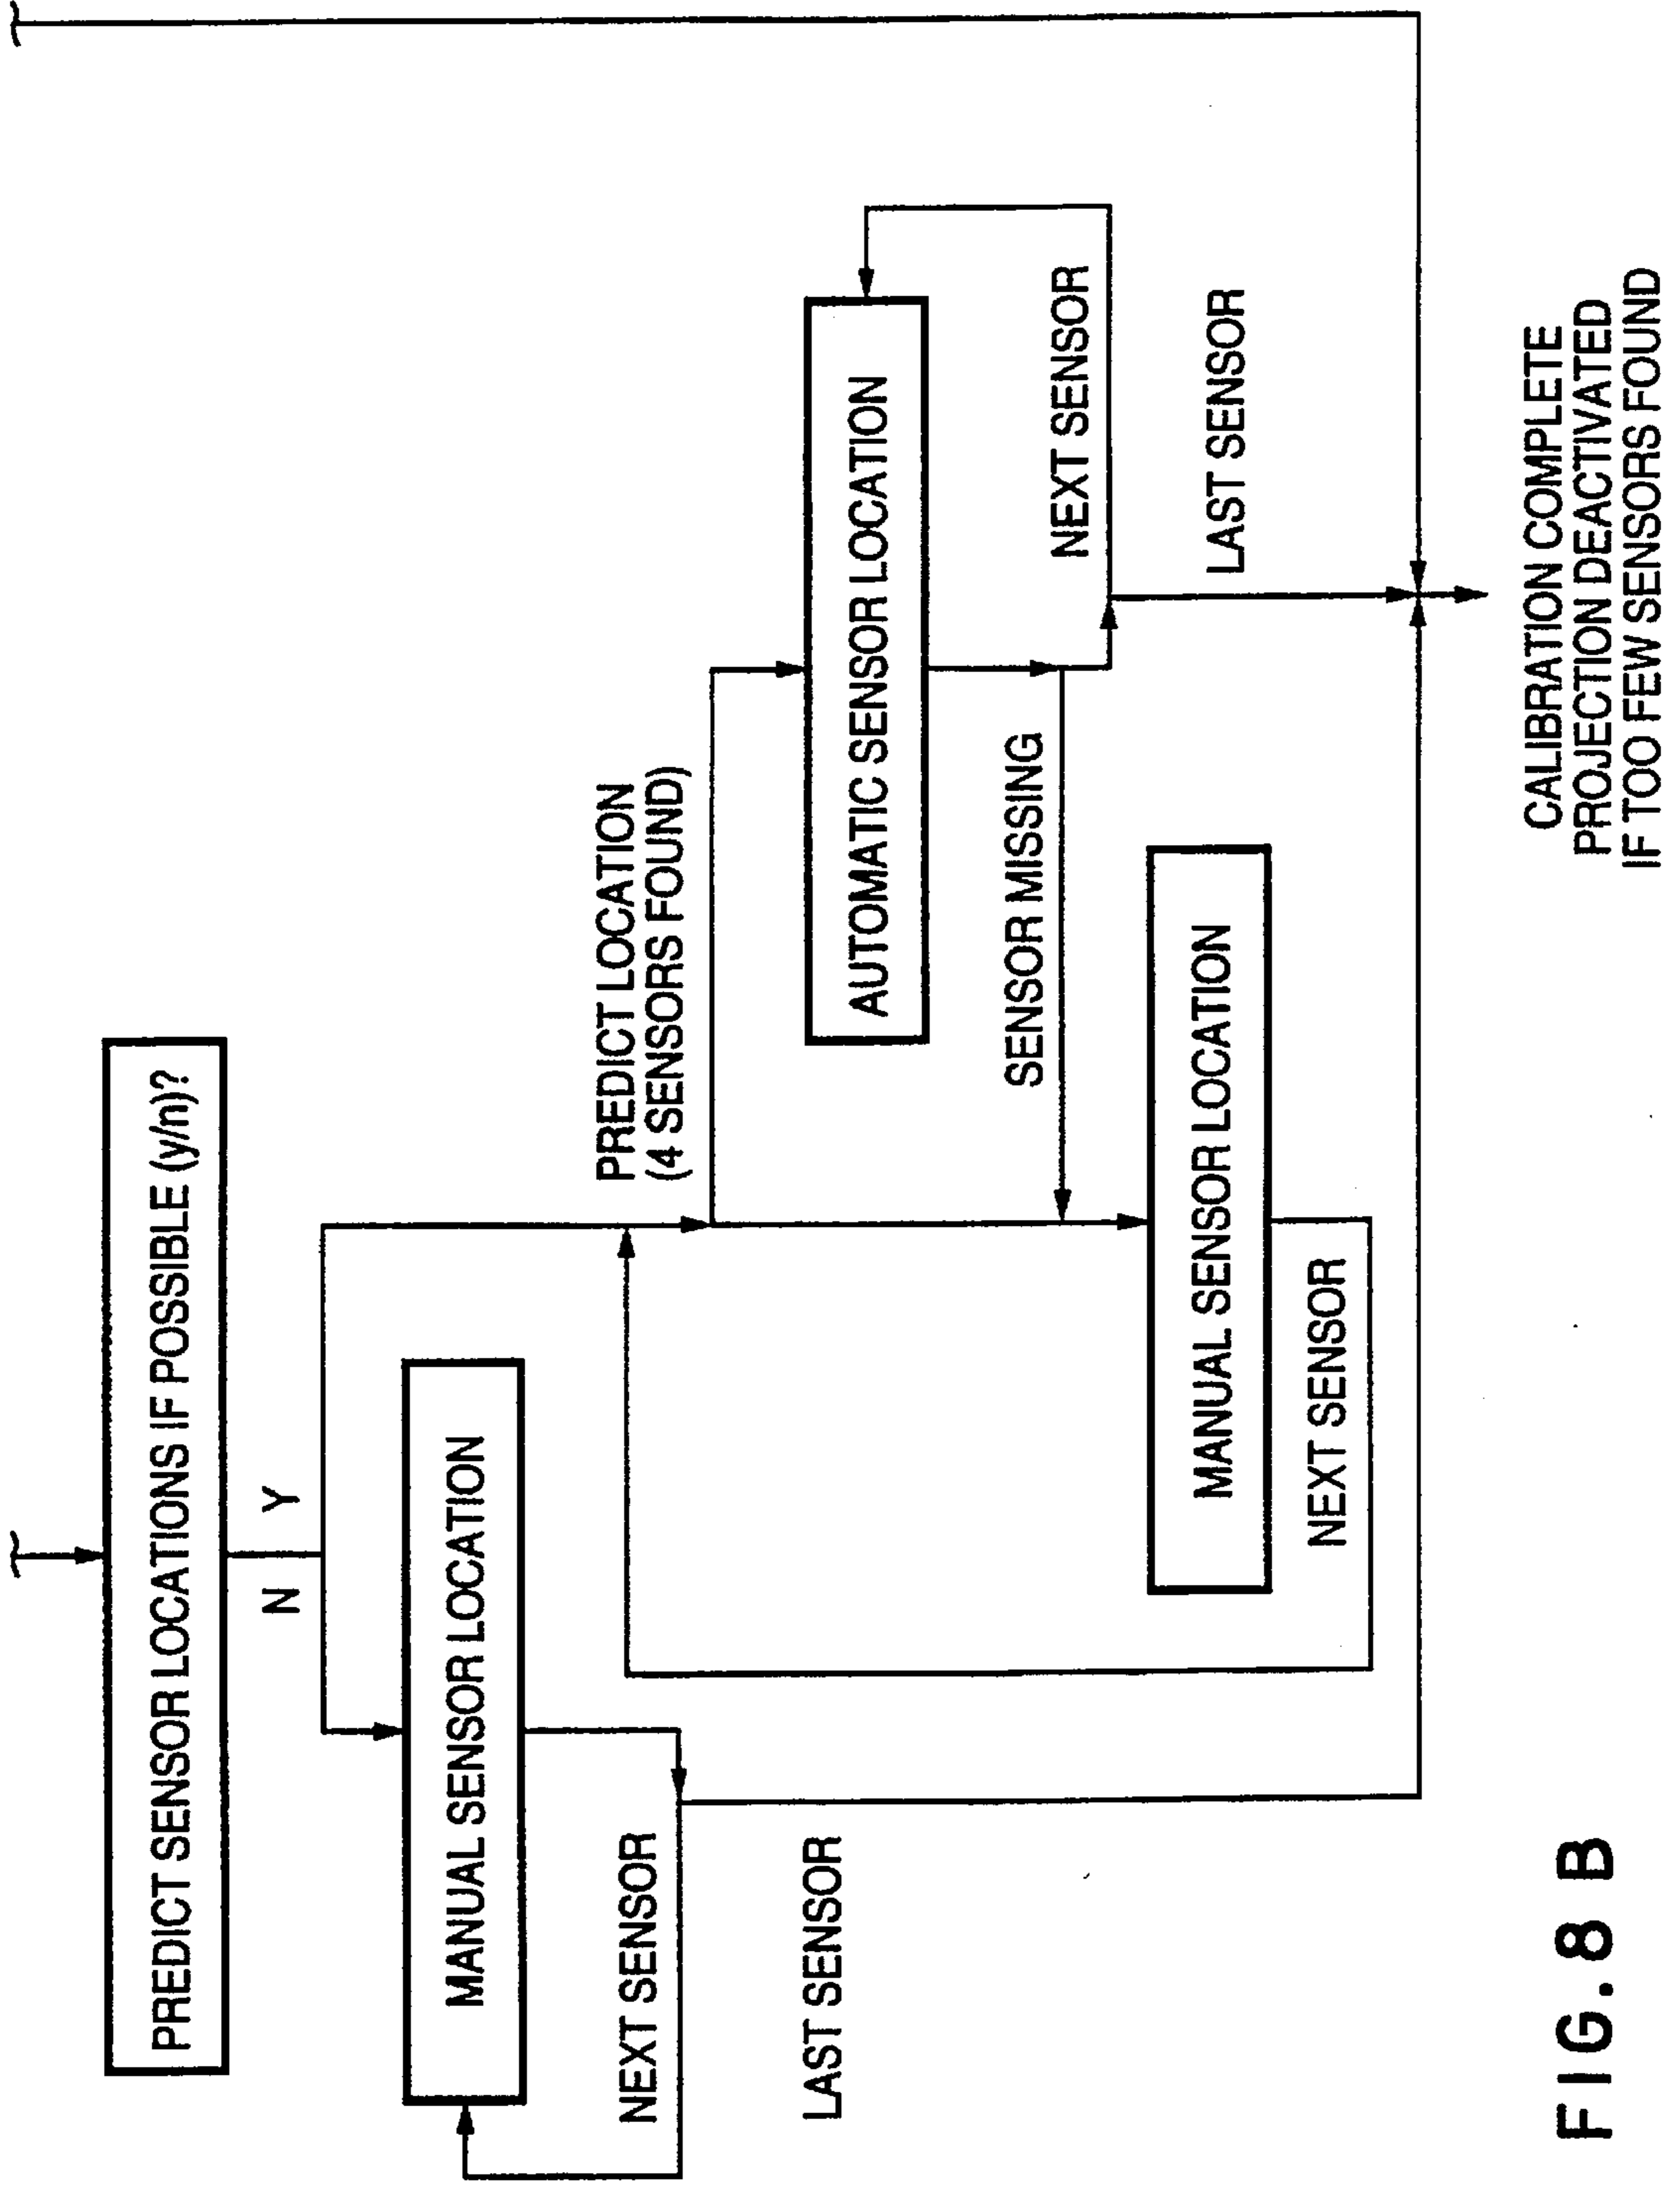 PREDICT SENSOR LOCATIONS IF POSSIBLE (y/n)?
N
Y
MANUAL SENSOR LOCATION
NEXT SENSOR
LAST SENSOR
PREDICT LOCATION
(4 SENSORS FOUND)
AUTOMATIC SENSOR LOCATION
SENSOR MISSING
NEXT SENSOR
LAST SENSOR
MANUAL SENSOR LOCATION
NEXT SENSOR
CALIBRATION COMPLETE
PROJECTION DEACTIVATED
IF TOO FEW SENSORS FOUND
FIG. 8 B